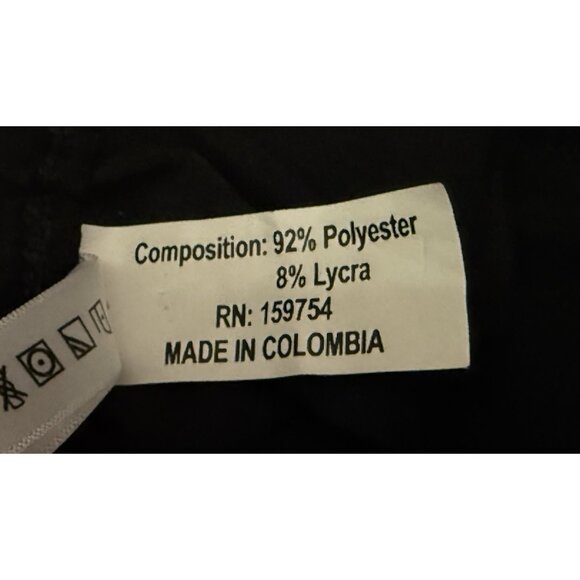 Composition: 92% Polyester
8% Lycra
RN: 159754
MADE IN COLOMBIA